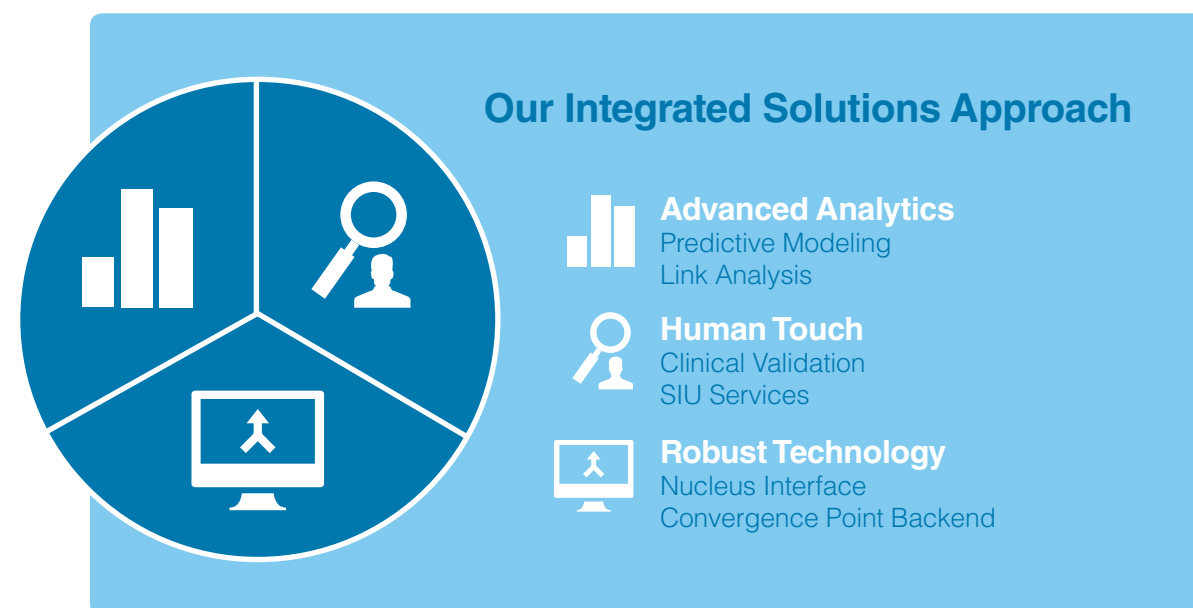 Our Integrated Solutions Approach
Advanced Analytics
Predictive Modeling
Link Analysis
Human Touch
Clinical Validation
SIU Services
Robust Technology
Nucleus Interface
Convergence Point Backend